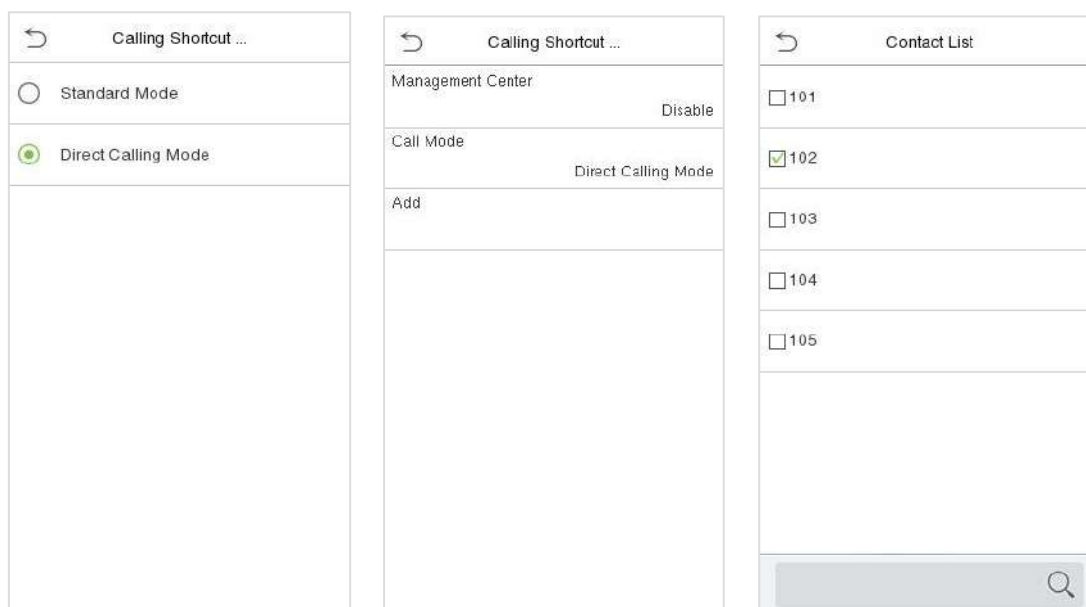 Calling Shortcut ...
Standard Mode
Direct Calling Mode
Calling Shortcut ...
Management Center
Disable
Call Mode
Direct Calling Mode
Add
Contact List
101
102
103
104
105